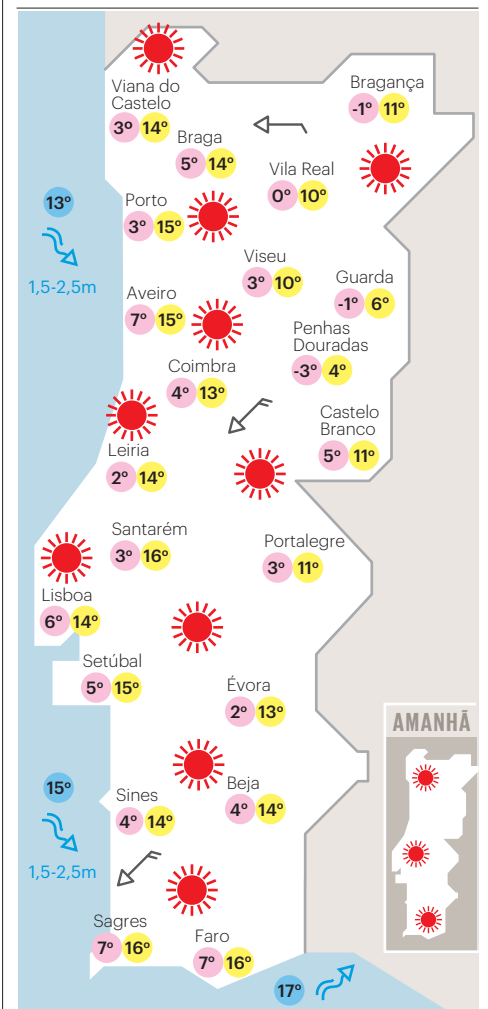 Viana do
Castelo
3º 14º
Bragança
-1º 11º
Braga
5º 14º
Vila Real
0º 10º
13º
1,5-2,5m
Porto
3º 15º
Viseu
3º 10º
Guarda
-1º 6º
Aveiro
7º 15º
Penhas
Douradas
-3º 4º
Coimbra
4º 13º
Castelo
Branco
5º 11º
Leiria
2º 14º
Santarém
3º 16º
Portalegre
3º 11º
Lisboa
6º 14º
Setúbal
5º 15º
Évora
2º 13º
AMANHÃ
15º
1,5-2,5m
Sines
4º 14º
Beja
4º 14º
Sagres
7º 16º
Faro
7º 16º
17º